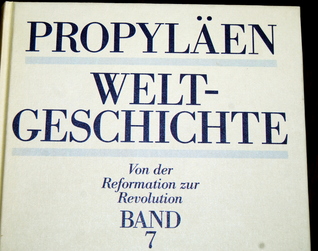 PROPYLÄEN
WELT-
GESCHICHTE
Von der
Reformation zur
Revolution
BAND
7